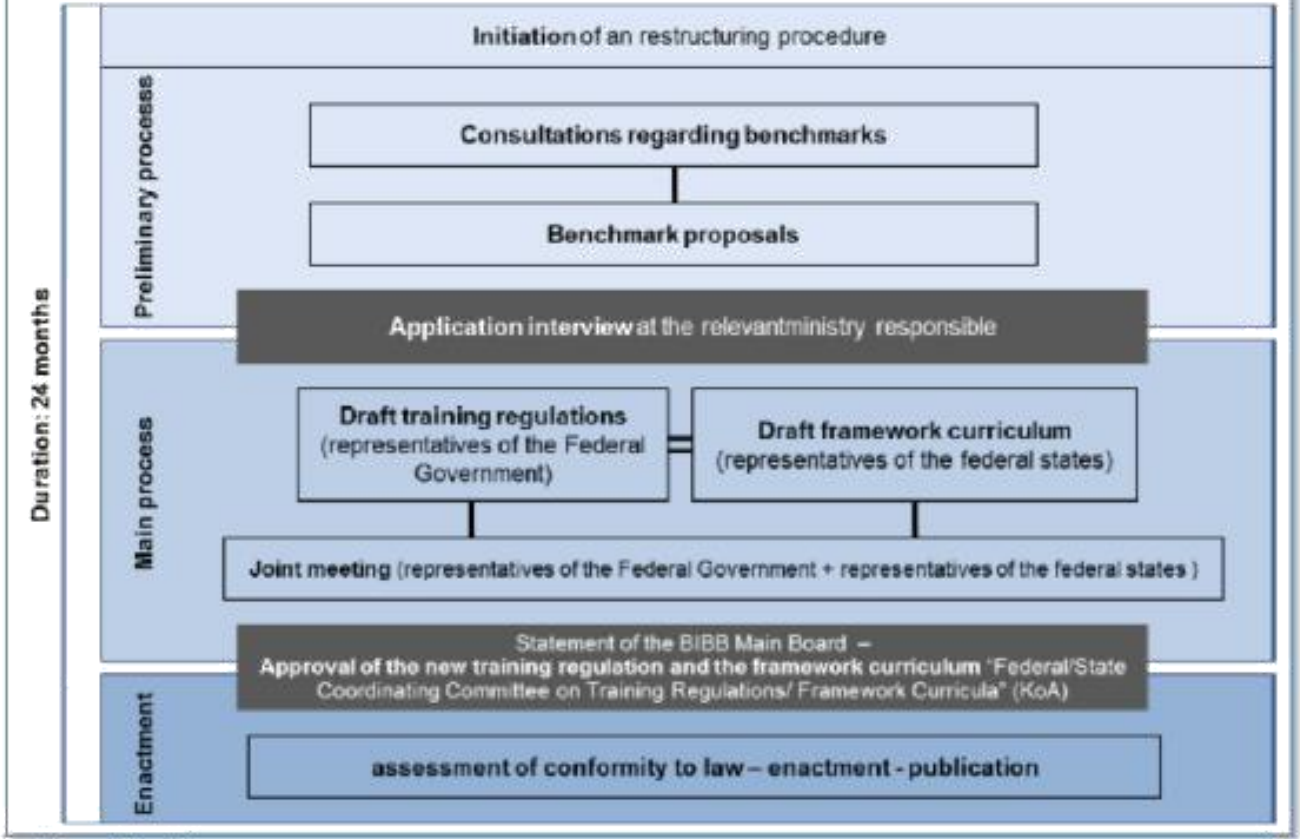 Initiation of an restructuring procedure
Preliminary processs
Consultations regarding benchmarks
Benchmark proposals
Application interview at the relevantministry responsible
Duration: 24 months
Main process
Draft training regulations
(representatives of the Federal
Government)
Draft framework curriculum
(representatives of the federal states)
Joint meeting (representatives of the Federal Government + representatives of the federal states )
Statement of the BIBB Main Board –
Approval of the new training regulation and the framework curriculum "Federal/State
Coordinating Committee on Training Regulations/ Framework Curricula" (KoA)
Enactment
assessment of conformity to law – enactment - publication